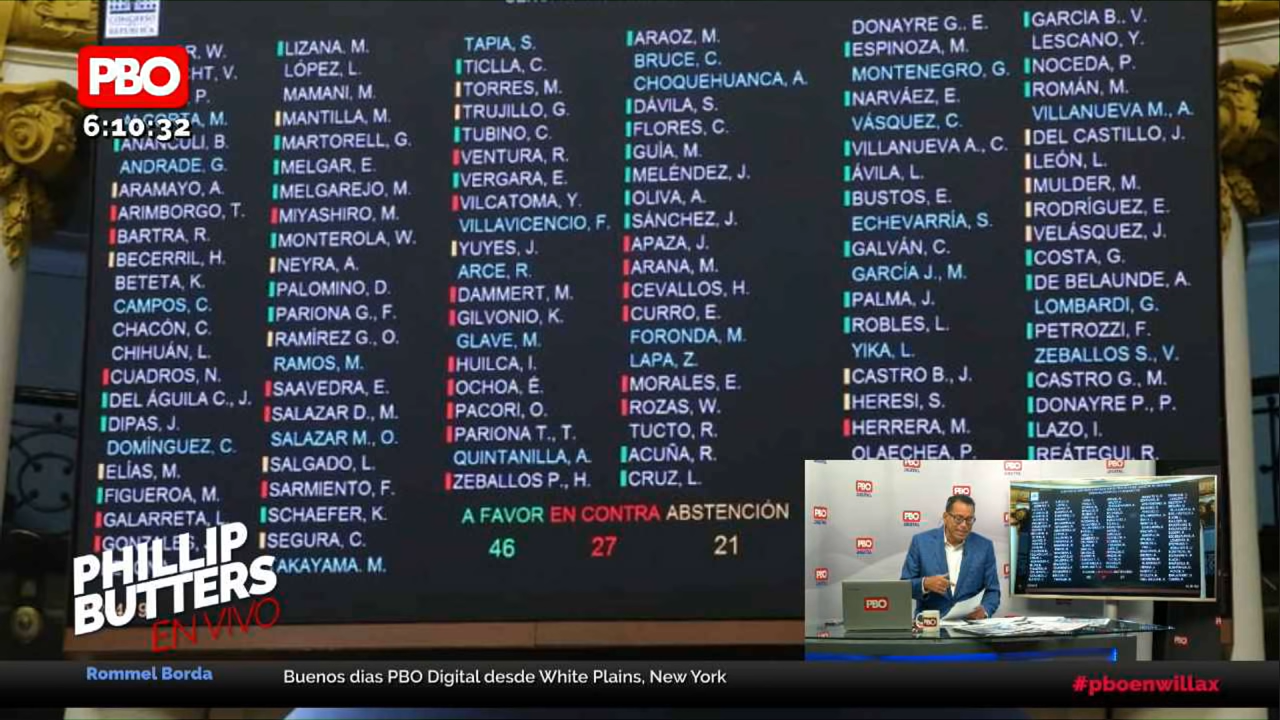 CONGRESO
REPÚBLICA
PBO
6:10:32
R, W.
V.
P.
M.
ANANCULI, B.
ANDRADE, G.
ARAMAYO, A.
ARIMBORGO, T.
BARTRA, R.
BECERRIL, H.
BETETA, K.
CAMPOS, C.
CHACÓN, C.
CHIHUÁN, L.
CUADROS, N.
DEL ÁGUILA C., J.
DIPAS, J.
DOMÍNGUEZ, C.
ELÍAS, M.
FIGUEROA, M.
GALARRETA, L.
LIZANA, M.
LÓPEZ, L.
MAMANI, M.
MANTILLA, M.
MARTORELL, G.
MELGAR, E.
MELGAREJO, M.
MIYASHIRO, M.
MONTEROLA, W.
NEYRA, A.
PALOMINO, D.
PARIONA G., F.
RAMÍREZ G., O.
RAMOS, M.
SAAVEDRA, E.
SALAZAR D., M.
SALAZAR M., O.
SALGADO, L.
SARMIENTO, F.
SCHAEFER, K.
SEGURA, C.
AKAYAMA, M.
TAPIA, S.
TICLLA, C.
TORRES, M.
TRUJILLO, G.
TUBINO, C.
VENTURA, R.
VERGARA, E.
VILCATOMA, Y.
VILLAVICENCIO, F.
YUYES, J.
ARCE, R.
DAMMERT, M.
GILVONIO, K.
GLAVE, M.
HUILCA, I.
OCHOA, É.
PACORI, O.
PARIONA T., T.
QUINTANILLA, A.
ZEBALLOS P., H.
ARAOZ, M.
BRUCE, C.
CHOQUEHUANCA, A.
DÁVILA, S.
FLORES, C.
GUÍA, M.
MELÉNDEZ, J.
OLIVA, A.
SÁNCHEZ, J.
APAZA, J.
ARANA, M.
CEVALLOS, H.
CURRO, E.
FORONDA, M.
LAPA, Z.
MORALES, E.
ROZAS, W.
TUCTO, R.
ACUÑA, R.
CRUZ, L.
DONAYRE G., E.
ESPINOZA, M.
MONTENEGRO, G.
NARVÁEZ, E.
VÁSQUEZ, C.
VILLANUEVA A., C.
ÁVILA, L.
BUSTOS, E.
ECHEVARRÍA, S.
GALVÁN, C.
GARCÍA J., M.
PALMA, J.
ROBLES, L.
YIKA, L.
CASTRO B., J.
HERESI, S.
HERRERA, M.
OLAECHEA, P.
GARCIA B., V.
LESCANO, Y.
NOCEDA, P.
ROMÁN, M.
VILLANUEVA M., A.
DEL CASTILLO, J.
LEÓN, L.
MULDER, M.
RODRÍGUEZ, E.
VELÁSQUEZ, J.
COSTA, G.
DE BELAUNDE, A.
LOMBARDI, G.
PETROZZI, F.
ZEBALLOS S., V.
CASTRO G., M.
DONAYRE P., P.
LAZO, I.
REÁTEGUI, R.
A FAVOR EN CONTRA ABSTENCIÓN
46 27 21
PHILLIP
BUTTERS
EN VIVO
PBO
PBO
Rommel Borda
Buenos dias PBO Digital desde White Plains, New York
#pboenwillax